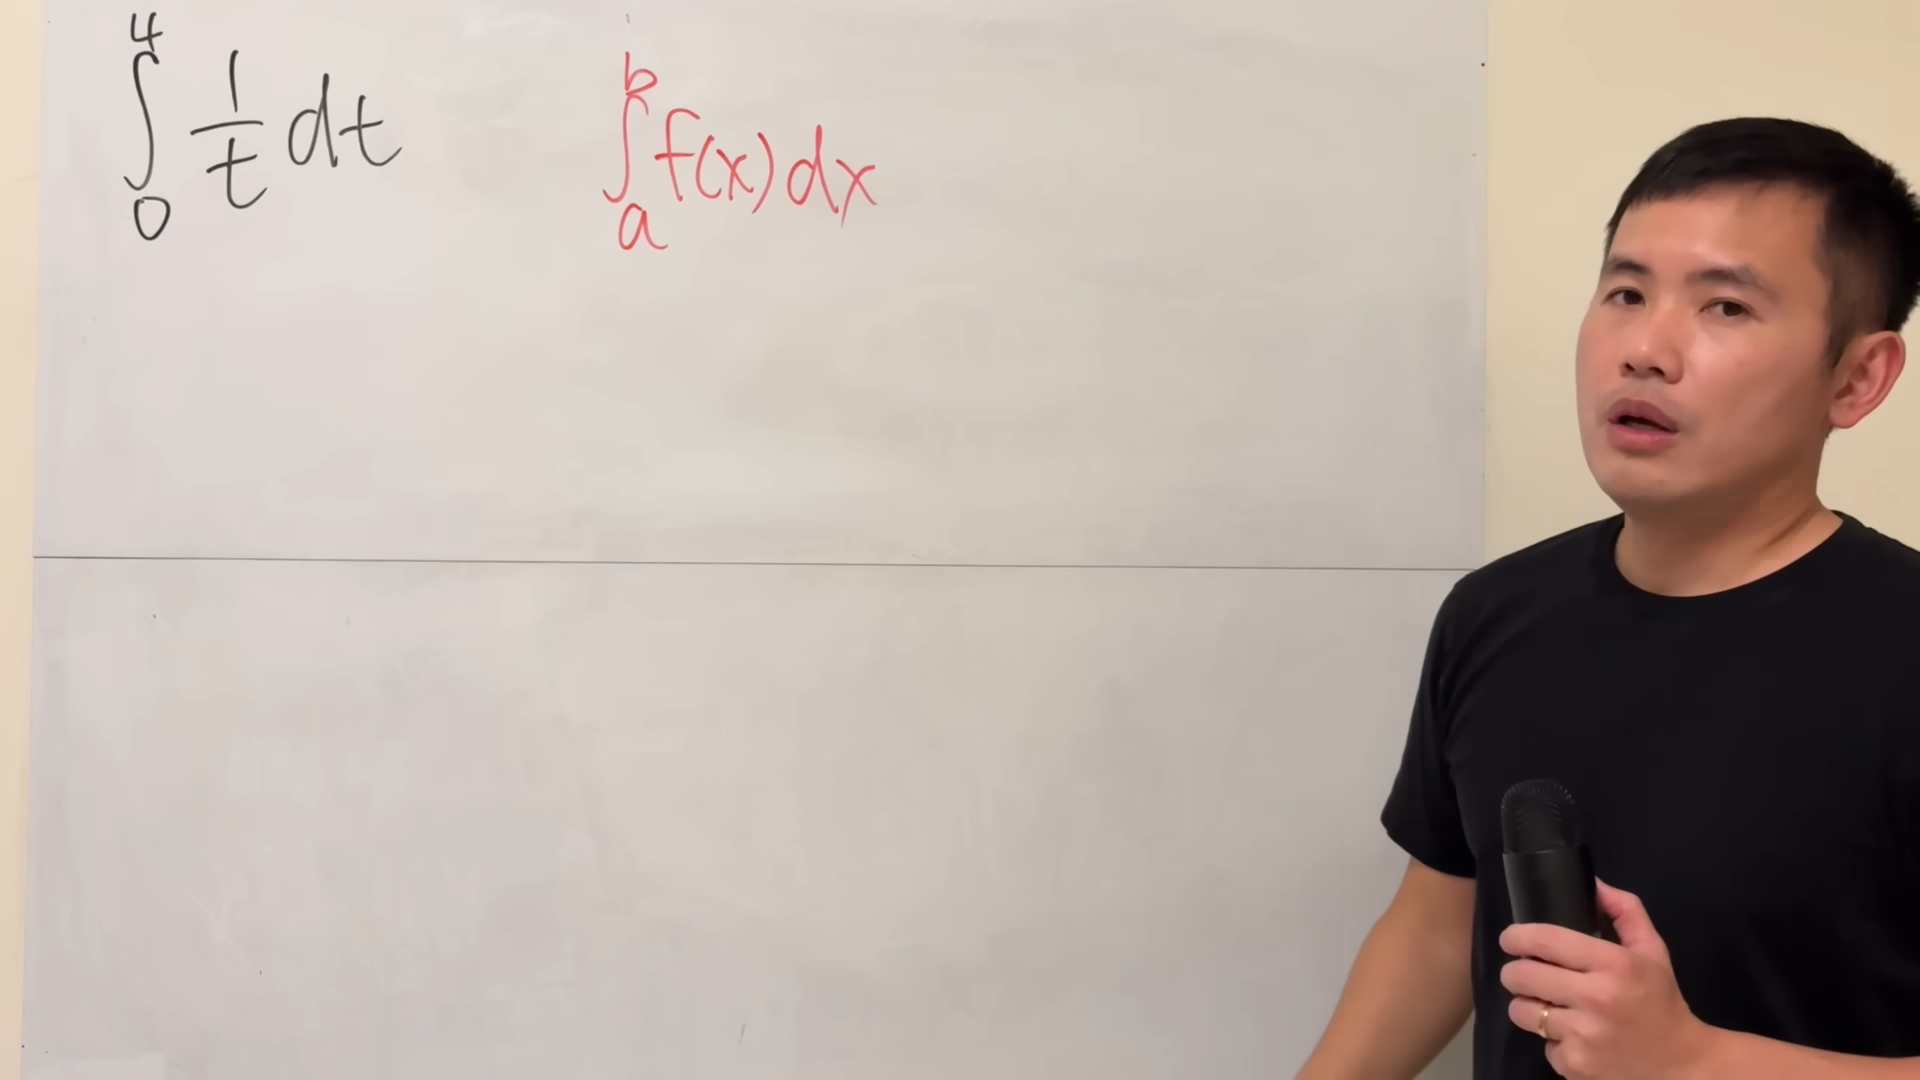 ∫₀⁴ 1/t dt
∫ₐᵇ f(x) dx